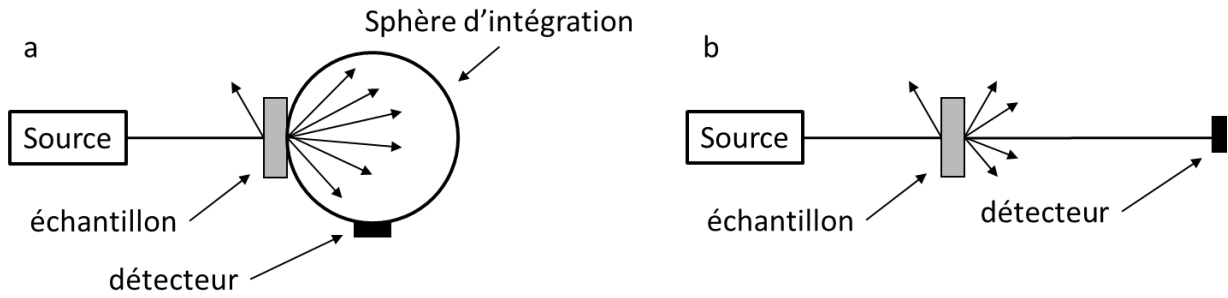 a
Sphère d'intégration
Source
échantillon
détecteur
b
Source
échantillon
détecteur